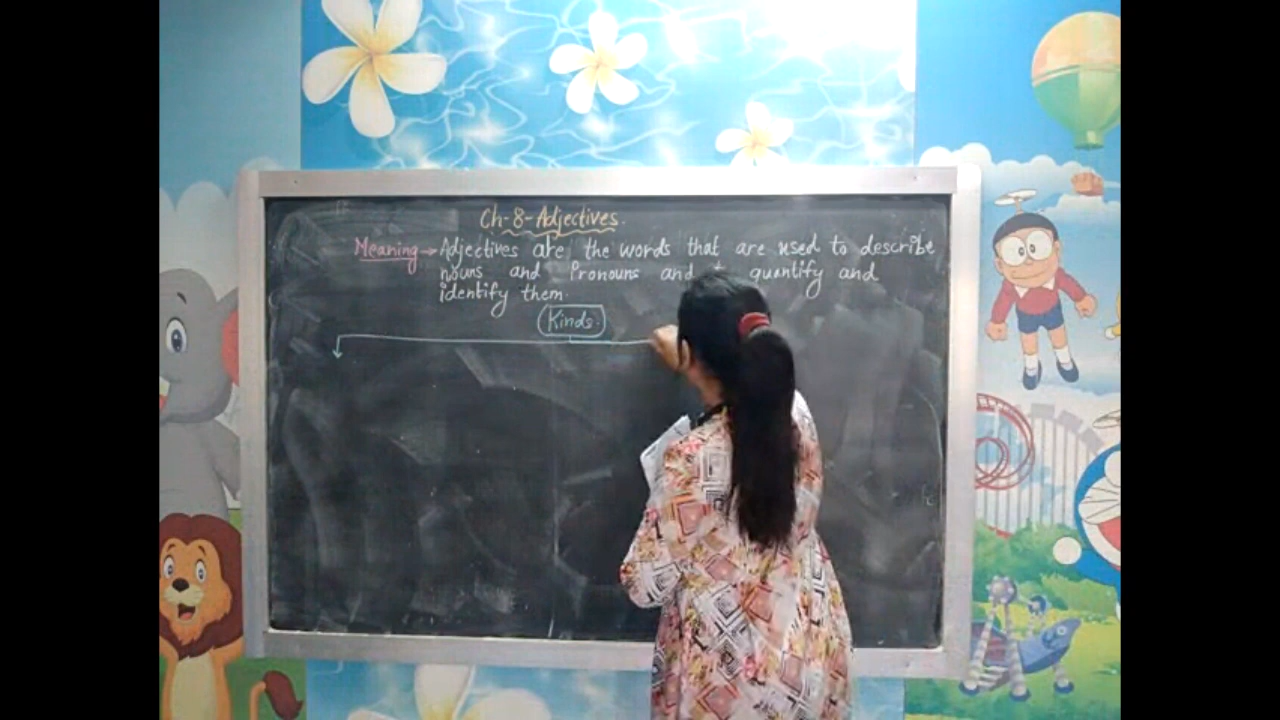 Ch-8-Adjectives.
Meaning→Adjectives are the words that are used to describe
nouns and Pronouns and quantify and
identify them.
Kinds.